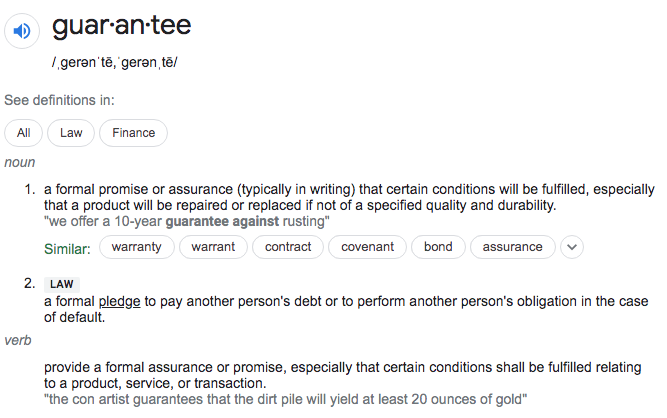 guar·an·tee
/ˌɡerənˈtē,ˈɡerənˌtē/
See definitions in:
All Law Finance
noun
1. a formal promise or assurance (typically in writing) that certain conditions will be fulfilled, especially
that a product will be repaired or replaced if not of a specified quality and durability.
"we offer a 10-year guarantee against rusting"
Similar: warranty warrant contract covenant bond assurance
2. LAW
a formal pledge to pay another person's debt or to perform another person's obligation in the case
of default.
verb
provide a formal assurance or promise, especially that certain conditions shall be fulfilled relating
to a product, service, or transaction.
"the con artist guarantees that the dirt pile will yield at least 20 ounces of gold"